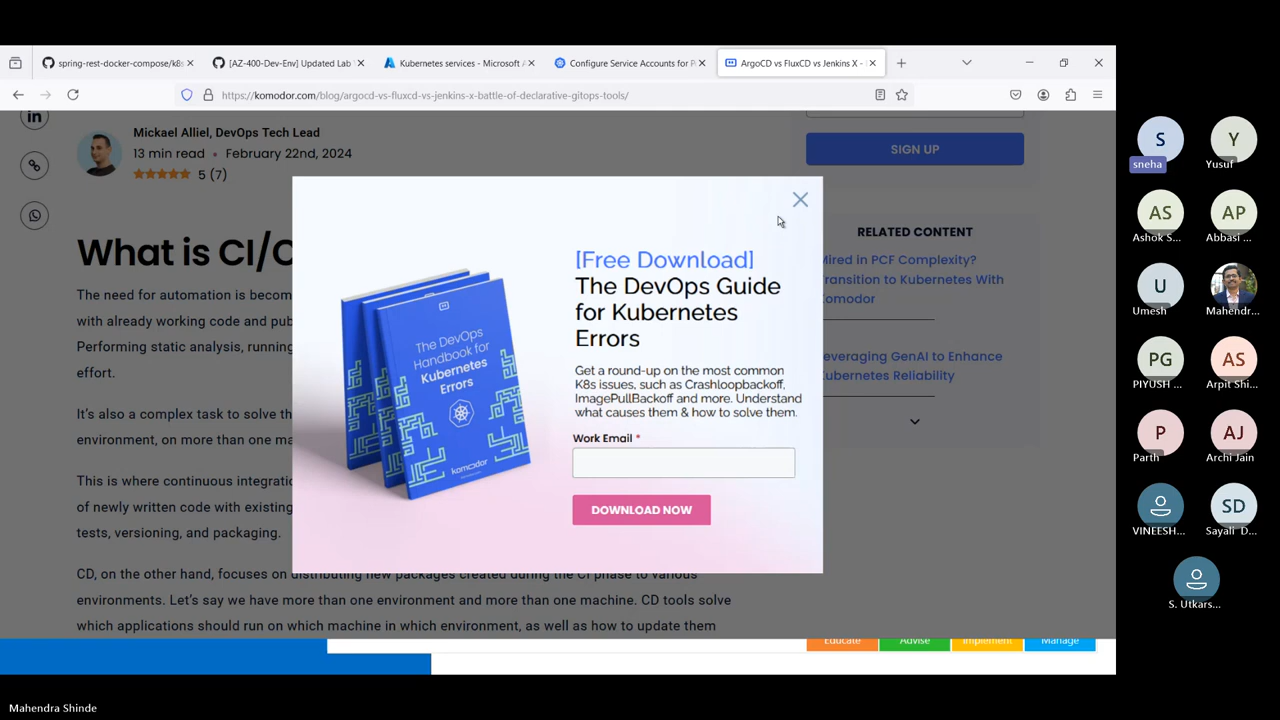 spring-rest-docker-compose/k8s
[AZ-400-Dev-Env] Updated Lab
Kubernetes services - Microsoft A
Configure Service Accounts for P
ArgoCD vs FluxCD vs Jenkins X -
https://komodor.com/blog/argocd-vs-fluxcd-vs-jenkins-x-battle-of-declarative-gitops-tools/
in
Mickael Alliel, DevOps Tech Lead
13 min read • February 22nd, 2024
5 (7)
What is CI/C
The need for automation is becom
with already working code and pub
Performing static analysis, running
effort.
It's also a complex task to solve th
environment, on more than one ma
This is where continuous integratio
of newly written code with existing
tests, versioning, and packaging.
CD, on the other hand, focuses on distributing new packages created during the CI phase to various
environments. Let's say we have more than one environment and more than one machine. CD tools solve
which applications should run on which machine in which environment, as well as how to update them
SIGN UP
RELATED CONTENT
Mired in PCF Complexity?
Transition to Kubernetes With
Komodor
Leveraging GenAI to Enhance
Kubernetes Reliability
The DevOps
Handbook for
Kubernetes
Errors
komodor
[Free Download]
The DevOps Guide
for Kubernetes
Errors
Get a round-up on the most common
K8s issues, such as Crashloopbackoff,
ImagePullBackoff and more. Understand
what causes them & how to solve them.
Work Email *
DOWNLOAD NOW
Educate
Advise
Implement
Manage
S
sneha
Y
Yusuf
AS
Ashok S...
AP
Abbasi ...
U
Umesh
Mahendr...
PG
PIYUSH ...
AS
Arpit Shi...
P
Parth
AJ
Archi Jain
VINEESH...
SD
Sayali D...
S. Utkars...
Mahendra Shinde